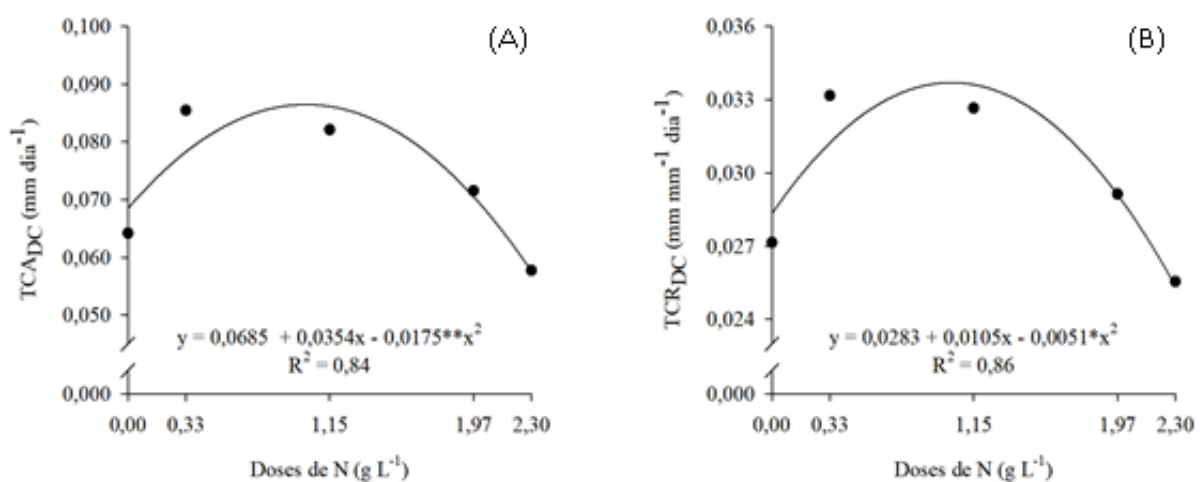 (A)
0,100
0,090
0,080
0,070
0,060
0,050
0,000
TCA_DC (mm dia⁻¹)
y = 0,0685 + 0,0354x - 0,0175**x²
R² = 0,84
0,00 0,33 1,15 1,97 2,30
Doses de N (g L⁻¹)
(B)
0,036
0,033
0,030
0,027
0,024
0,000
TCR_DC (mm mm⁻¹ dia⁻¹)
y = 0,0283 + 0,0105x - 0,0051*x²
R² = 0,86
0,00 0,33 1,15 1,97 2,30
Doses de N (g L⁻¹)